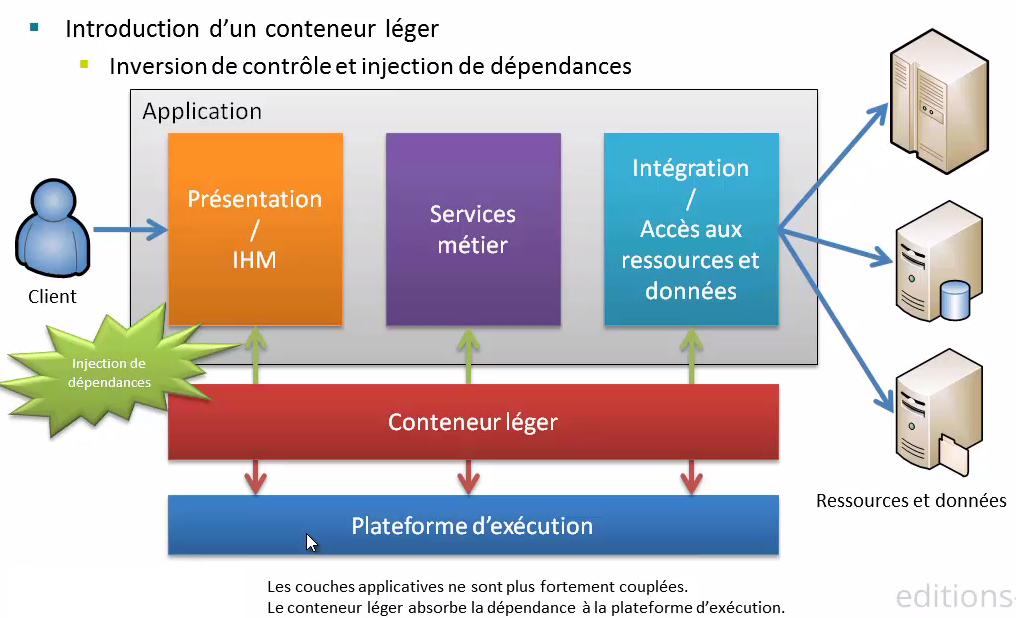 Introduction d'un conteneur léger
Inversion de contrôle et injection de dépendances
Application
Présentation
/
IHM
Services
métier
Intégration
/
Accès aux
ressources et
données
Client
Injection de
dépendances
Conteneur léger
Plateforme d'exécution
Ressources et données
Les couches applicatives ne sont plus fortement couplées.
Le conteneur léger absorbe la dépendance à la plateforme d'exécution.
editions-